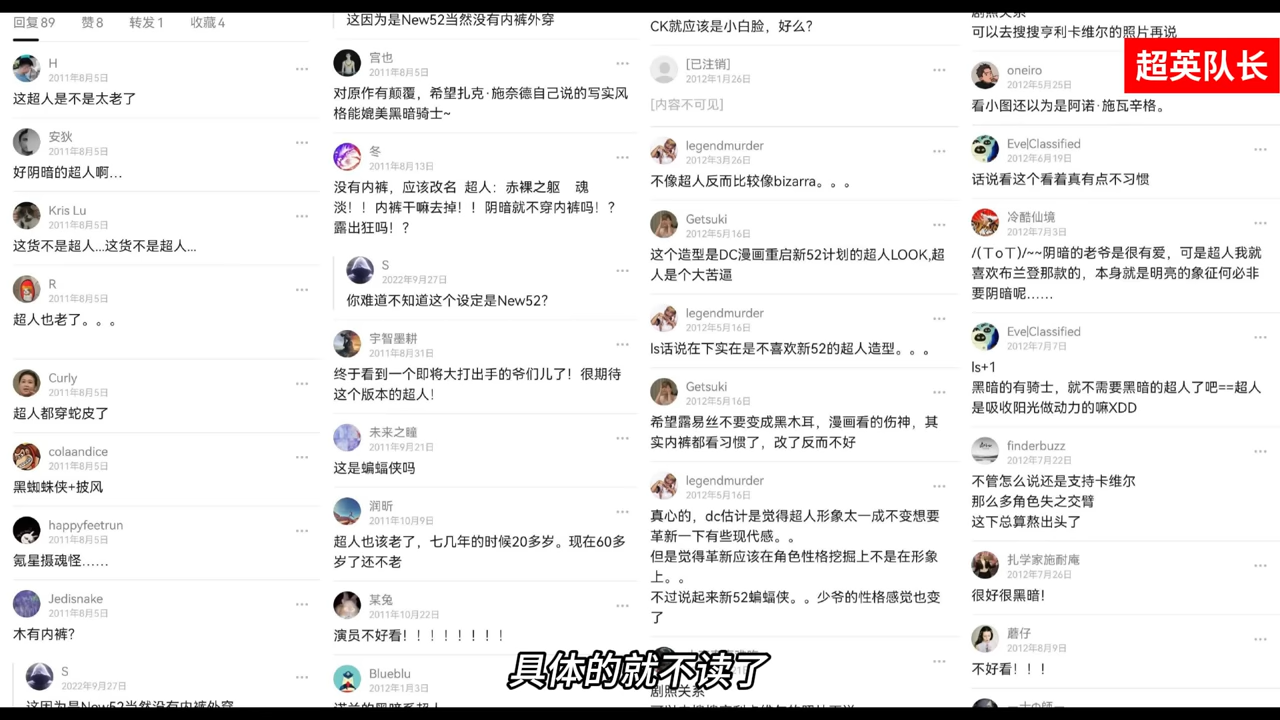 回复89 赞8 转发1 收藏4
H
2011年8月5日
这超人是不是太老了
安狄
2011年8月5日
好阴暗的超人啊...
Kris Lu
2011年8月5日
这货不是超人...这货不是超人...
R
2011年8月5日
超人也老了。。。
Curly
2011年8月5日
超人都穿蛇皮了
colaandice
2011年8月5日
黑蜘蛛侠+披风
happyfeetrun
2011年8月5日
氪星摄魂怪……
Jedisnake
2011年8月5日
木有内裤?
S
2022年9月27日
这因为是New52当然没有内裤外穿
这因为是New52当然没有内裤外穿
宫也
2011年8月5日
对原作有颠覆，希望扎克·施奈德自己说的写实风
格能媲美黑暗骑士~
冬
2011年8月13日
没有内裤，应该改名 超人：赤裸之躯 魂
淡！！内裤干嘛去掉！！阴暗就不穿内裤吗！？
露出狂吗！？
S
2022年9月27日
你难道不知道这个设定是New52?
宇智墨耕
2011年8月31日
终于看到一个即将大打出手的爷们儿了！很期待
这个版本的超人！
未来之瞳
2011年9月21日
这是蝙蝠侠吗
润昕
2011年10月9日
超人也该老了，七几年的时候20多岁。现在60多
岁了还不老
某兔
2011年10月22日
演员不好看！！！！！！！！
Blueblu
2012年1月3日
诺兰的黑暗系超人
CK就应该是小白脸，好么?
[已注销]
2012年1月26日
[内容不可见]
legendmurder
2012年3月26日
不像超人反而比较像bizarra。。。
Getsuki
2012年5月16日
这个造型是DC漫画重启新52计划的超人LOOK,超
人是个大苦逼
legendmurder
2012年5月16日
ls话说在下实在是不喜欢新52的超人造型。。。
Getsuki
2012年5月16日
希望露易丝不要变成黑木耳，漫画看的伤神，其
实内裤都看习惯了，改了反而不好
legendmurder
2012年5月16日
真心的，dc估计是觉得超人形象太一成不变想要
革新一下有些现代感。。
但是觉得革新应该在角色性格挖掘上不是在形象
上。。
不过说起来新52蝙蝠侠。。少爷的性格感觉也变
了
剧照关系
剧照关系
可以去搜搜亨利卡维尔的照片再说
oneiro
2012年5月25日
看小图还以为是阿诺·施瓦辛格。
Eve|Classified
2012年6月19日
话说看这个看着真有点不习惯
冷酷仙境
2012年7月3日
/(ToT)/~~阴暗的老爷是很有爱，可是超人我就
喜欢布兰登那款的，本身就是明亮的象征何必非
要阴暗呢……
Eve|Classified
2012年7月7日
ls+1
黑暗的有骑士，就不需要黑暗的超人了吧==超人
是吸收阳光做动力的嘛XDD
finderbuzz
2012年7月22日
不管怎么说还是支持卡维尔
那么多角色失之交臂
这下总算熬出头了
扎学家施耐庵
2012年7月26日
很好很黑暗！
蘑仔
2012年8月9日
不好看！！！
超英队长
具体的就不读了